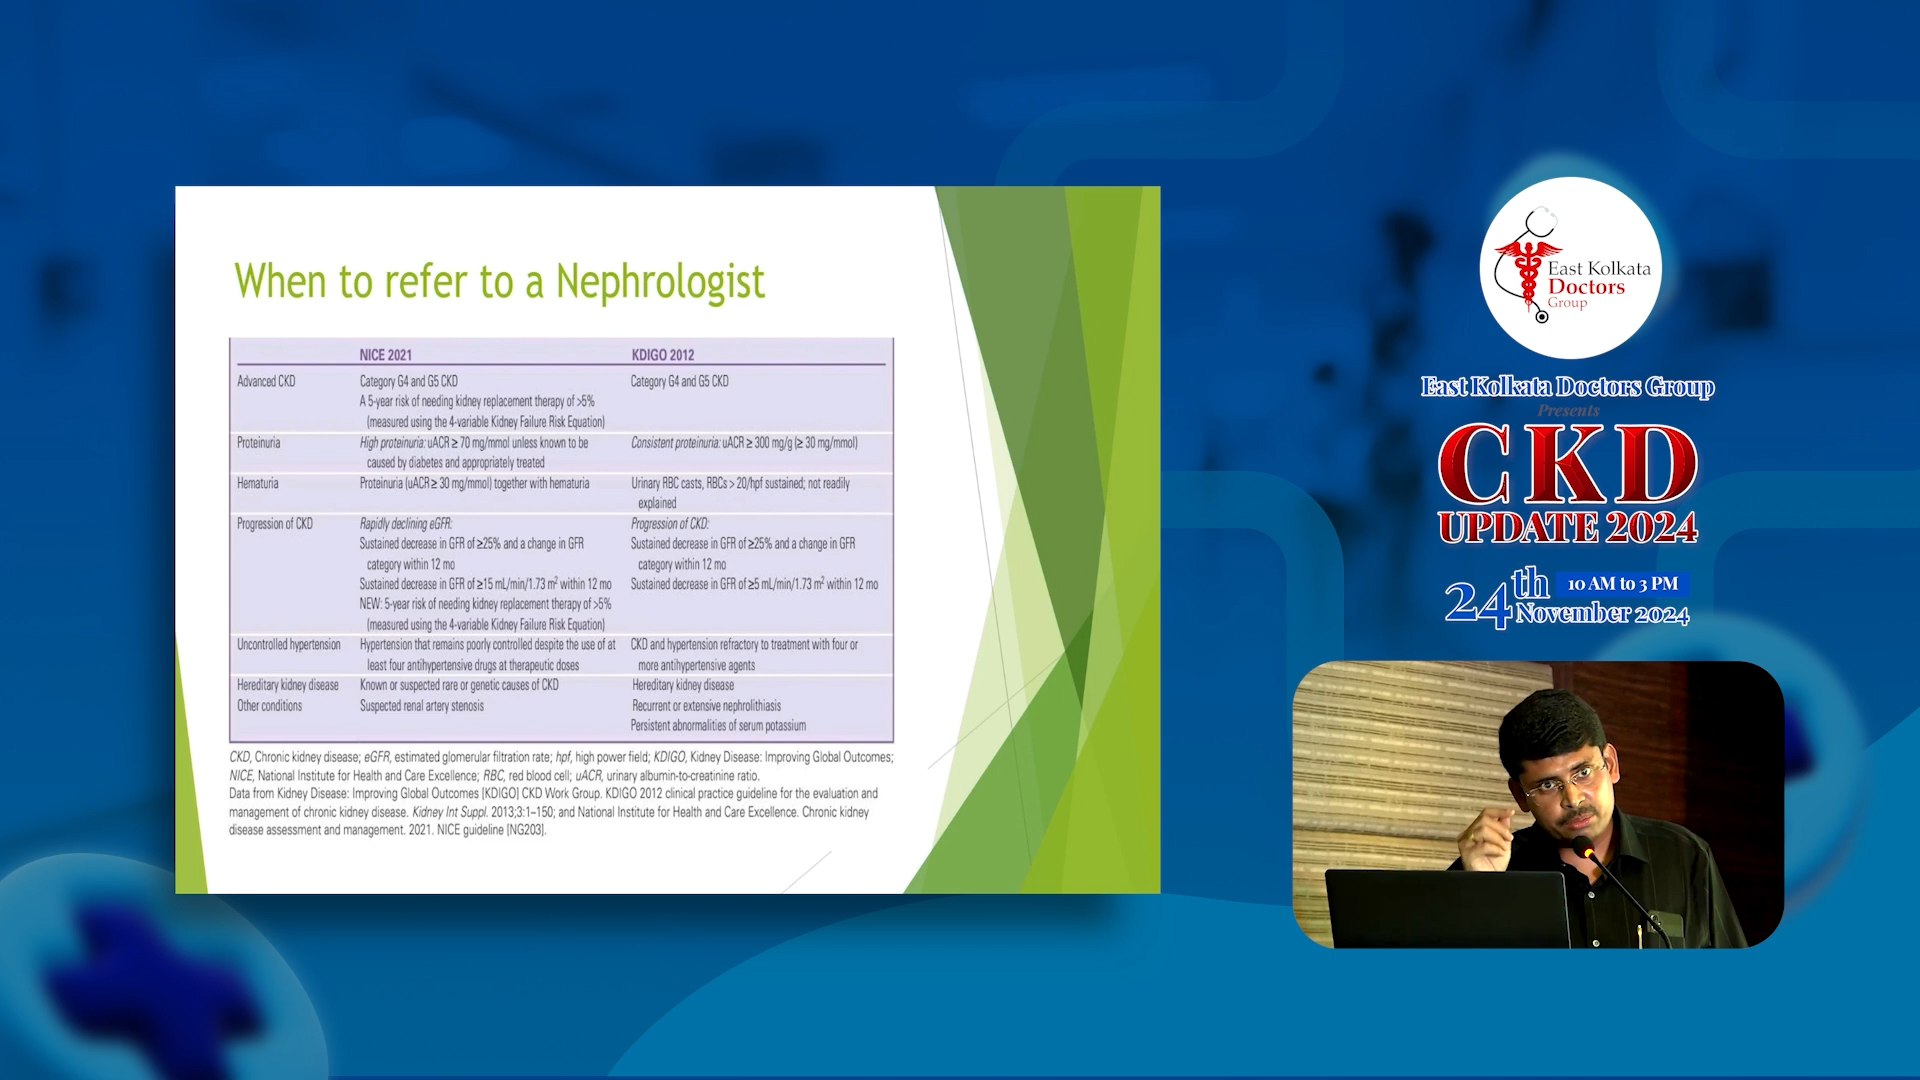 When to refer to a Nephrologist
NICE 2021 KDIGO 2012
Advanced CKD Category G4 and G5 CKD Category G4 and G5 CKD
A 5-year risk of needing kidney replacement therapy of >5%
(measured using the 4-variable Kidney Failure Risk Equation)
Proteinuria High proteinuria: uACR ≥ 70 mg/mmol unless known to be Consistent proteinuria: uACR ≥ 300 mg/g (≥ 30 mg/mmol)
caused by diabetes and appropriately treated
Hematuria Proteinuria (uACR ≥ 30 mg/mmol) together with hematuria Urinary RBC casts, RBCs > 20/hpf sustained; not readily
explained
Progression of CKD Rapidly declining eGFR: Progression of CKD:
Sustained decrease in GFR of ≥25% and a change in GFR Sustained decrease in GFR of ≥25% and a change in GFR
category within 12 mo category within 12 mo
Sustained decrease in GFR of ≥15 mL/min/1.73 m² within 12 mo Sustained decrease in GFR of ≥5 mL/min/1.73 m² within 12 mo
NEW: 5-year risk of needing kidney replacement therapy of >5%
(measured using the 4-variable Kidney Failure Risk Equation)
Uncontrolled hypertension Hypertension that remains poorly controlled despite the use of at CKD and hypertension refractory to treatment with four or
least four antihypertensive drugs at therapeutic doses more antihypertensive agents
Hereditary kidney disease Known or suspected rare or genetic causes of CKD Hereditary kidney disease
Other conditions Suspected renal artery stenosis Recurrent or extensive nephrolithiasis
Persistent abnormalities of serum potassium
CKD, Chronic kidney disease; eGFR, estimated glomerular filtration rate; hpf, high power field; KDIGO, Kidney Disease: Improving Global Outcomes;
NICE, National Institute for Health and Care Excellence; RBC, red blood cell; uACR, urinary albumin-to-creatinine ratio.
Data from Kidney Disease: Improving Global Outcomes [KDIGO] CKD Work Group. KDIGO 2012 clinical practice guideline for the evaluation and
management of chronic kidney disease. Kidney Int Suppl. 2013;3:1–150; and National Institute for Health and Care Excellence. Chronic kidney
disease assessment and management. 2021. NICE guideline [NG203].
East Kolkata
Doctors
Group
East Kolkata Doctors Group
Presents
CKD
UPDATE 2024
24th 10 AM to 3 PM
November 2024